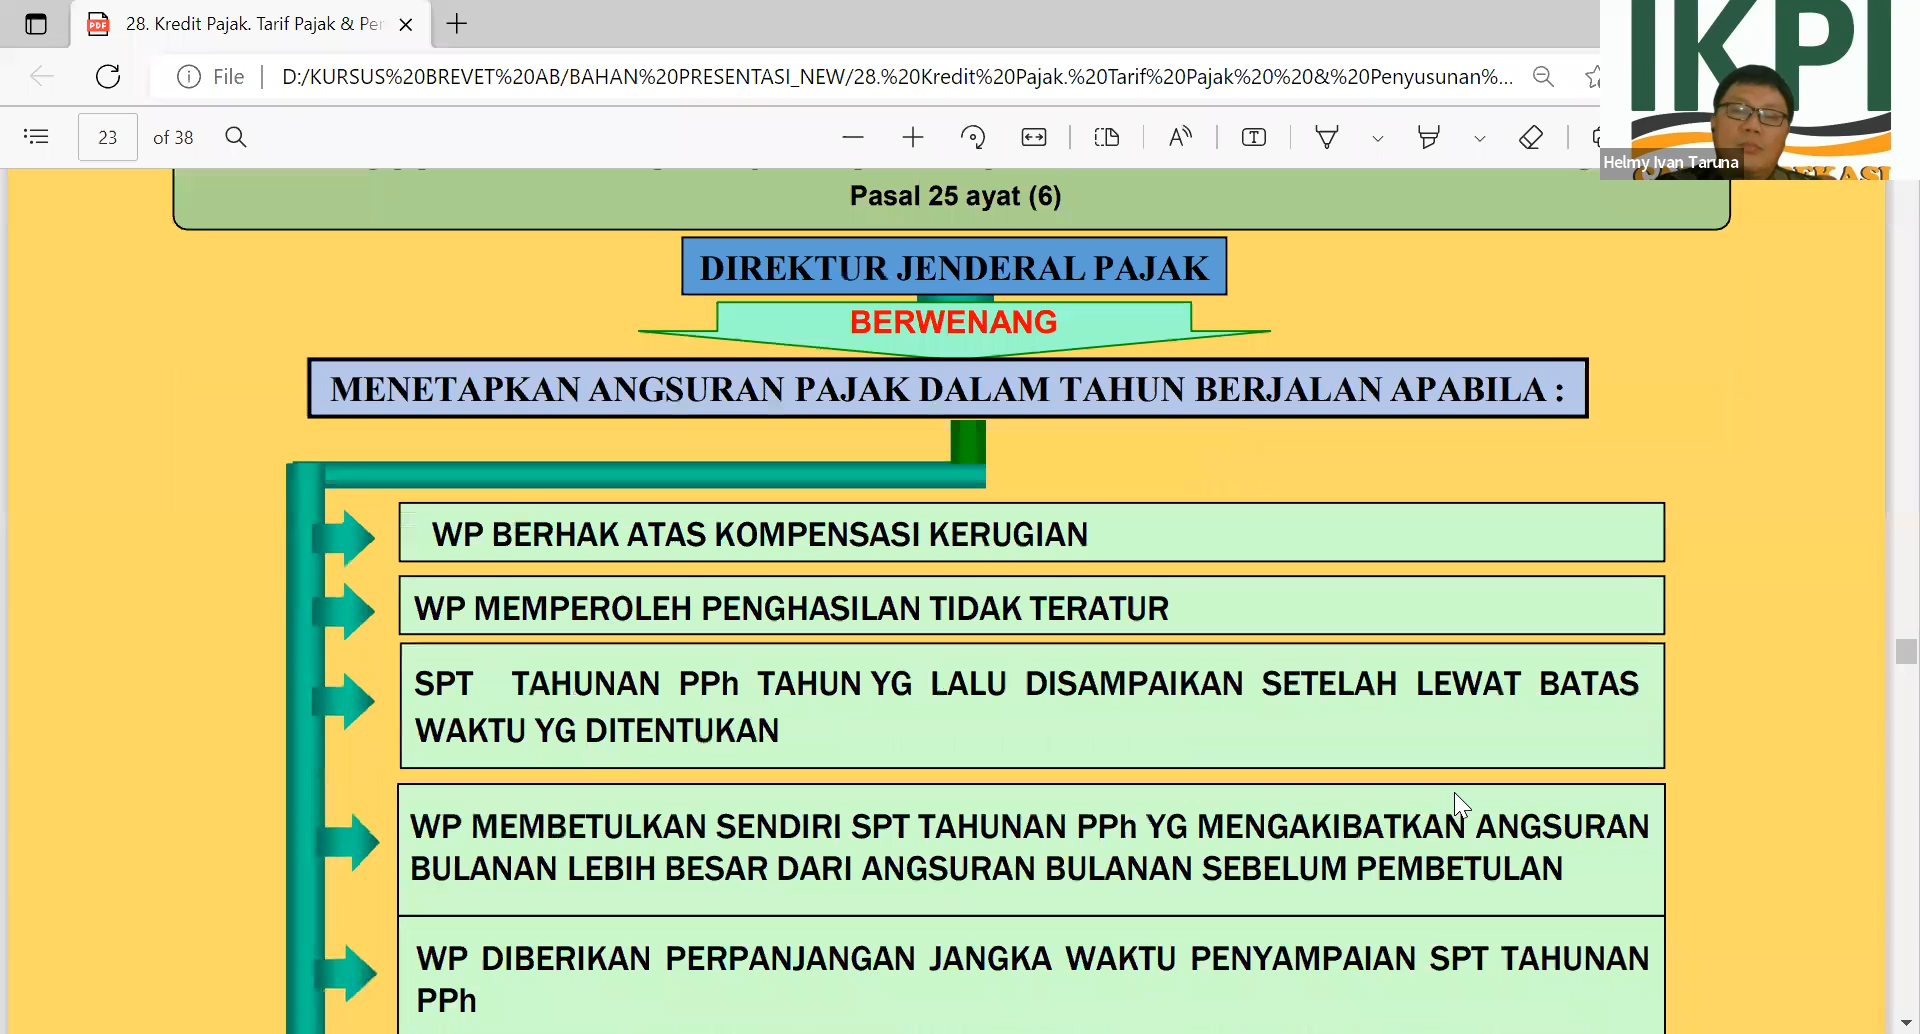 28. Kredit Pajak. Tarif Pajak & Per
File
D:/KURSUS%20BREVET%20AB/BAHAN%20PRESENTASI_NEW/28.%20Kredit%20Pajak.%20Tarif%20Pajak%20%20&%20Penyusunan%...
23 of 38
IKPI
Helmy Ivan Taruna
EKASI
Pasal 25 ayat (6)
DIREKTUR JENDERAL PAJAK
BERWENANG
MENETAPKAN ANGSURAN PAJAK DALAM TAHUN BERJALAN APABILA :
WP BERHAK ATAS KOMPENSASI KERUGIAN
WP MEMPEROLEH PENGHASILAN TIDAK TERATUR
SPT TAHUNAN PPh TAHUN YG LALU DISAMPAIKAN SETELAH LEWAT BATAS
WAKTU YG DITENTUKAN
WP MEMBETULKAN SENDIRI SPT TAHUNAN PPh YG MENGAKIBATKAN ANGSURAN
BULANAN LEBIH BESAR DARI ANGSURAN BULANAN SEBELUM PEMBETULAN
WP DIBERIKAN PERPANJANGAN JANGKA WAKTU PENYAMPAIAN SPT TAHUNAN
PPh